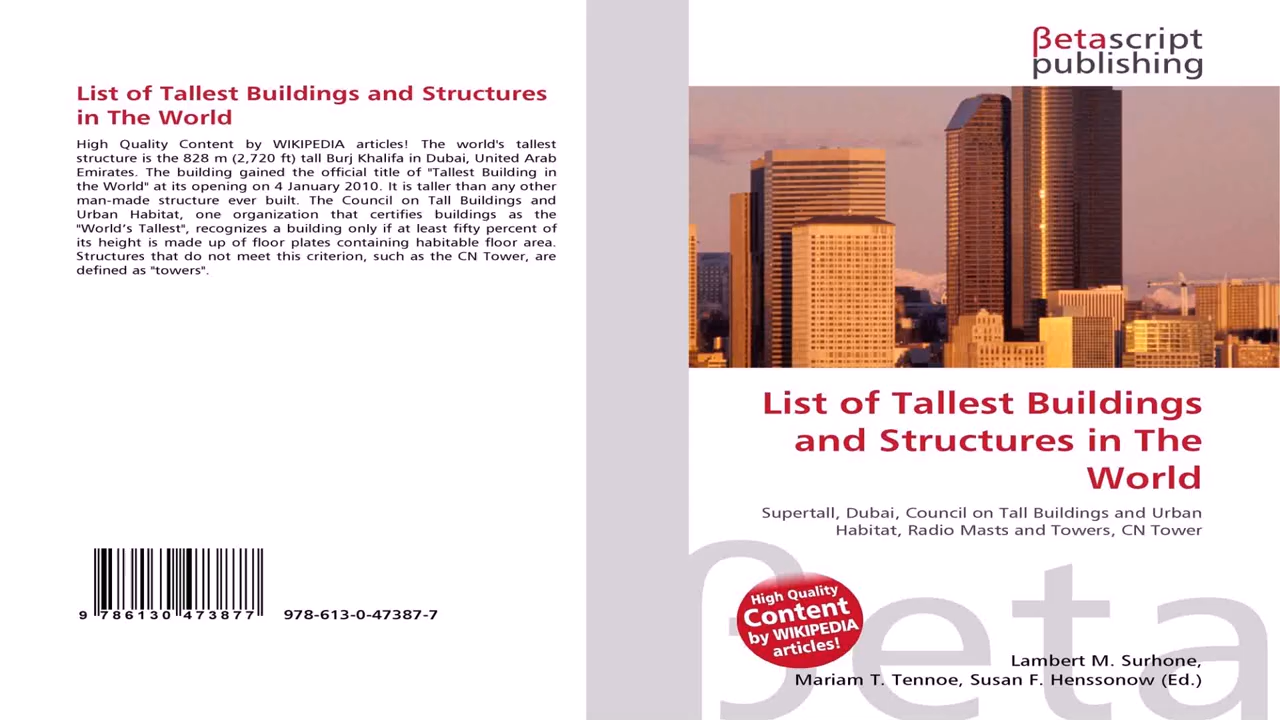 List of Tallest Buildings and Structures
in The World
High Quality Content by WIKIPEDIA articles! The world's tallest
structure is the 828 m (2,720 ft) tall Burj Khalifa in Dubai, United Arab
Emirates. The building gained the official title of "Tallest Building in
the World" at its opening on 4 January 2010. It is taller than any other
man-made structure ever built. The Council on Tall Buildings and
Urban Habitat, one organization that certifies buildings as the
"World’s Tallest", recognizes a building only if at least fifty percent of
its height is made up of floor plates containing habitable floor area.
Structures that do not meet this criterion, such as the CN Tower, are
defined as "towers".
9 786130 473877
978-613-0-47387-7
βetascript
publishing
List of Tallest Buildings
and Structures in The
World
Supertall, Dubai, Council on Tall Buildings and Urban
Habitat, Radio Masts and Towers, CN Tower
βeta
High Quality
Content
by WIKIPEDIA
articles!
Lambert M. Surhone,
Mariam T. Tennoe, Susan F. Henssonow (Ed.)